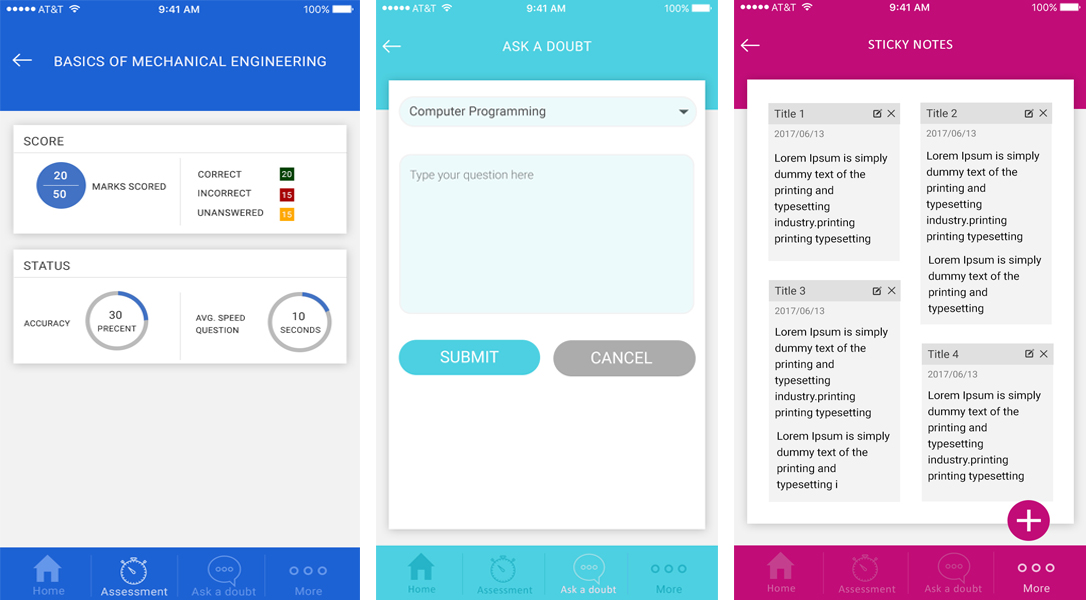 AT&T 9:41 AM 100%
BASICS OF MECHANICAL ENGINEERING
SCORE
20
50
MARKS SCORED
CORRECT 20
INCORRECT 15
UNANSWERED 15
STATUS
ACCURACY
30
PRECENT
AVG. SPEED
QUESTION
10
SECONDS
Home
Assessment
Ask a doubt
More
AT&T 9:41 AM 100%
ASK A DOUBT
Computer Programming
Type your question here
SUBMIT
CANCEL
Home
Assessment
Ask a doubt
More
AT&T 9:41 AM 100%
STICKY NOTES
Title 1
2017/06/13
Lorem Ipsum is simply
dummy text of the
printing and
typesetting
industry.printing
printing typesetting
Title 2
2017/06/13
Lorem Ipsum is simply
dummy text of the
printing and
typesetting
industry.printing
printing typesetting
Lorem Ipsum is simply
dummy text of the
printing and
typesetting
Title 3
2017/06/13
Lorem Ipsum is simply
dummy text of the
printing and
typesetting
industry.printing
printing typesetting
Lorem Ipsum is simply
dummy text of the
printing and
typesetting i
Title 4
2017/06/13
Lorem Ipsum is simply
dummy text of the
printing and
typesetting
industry.printing
printing typesetting
Home
Assessment
Ask a doubt
More